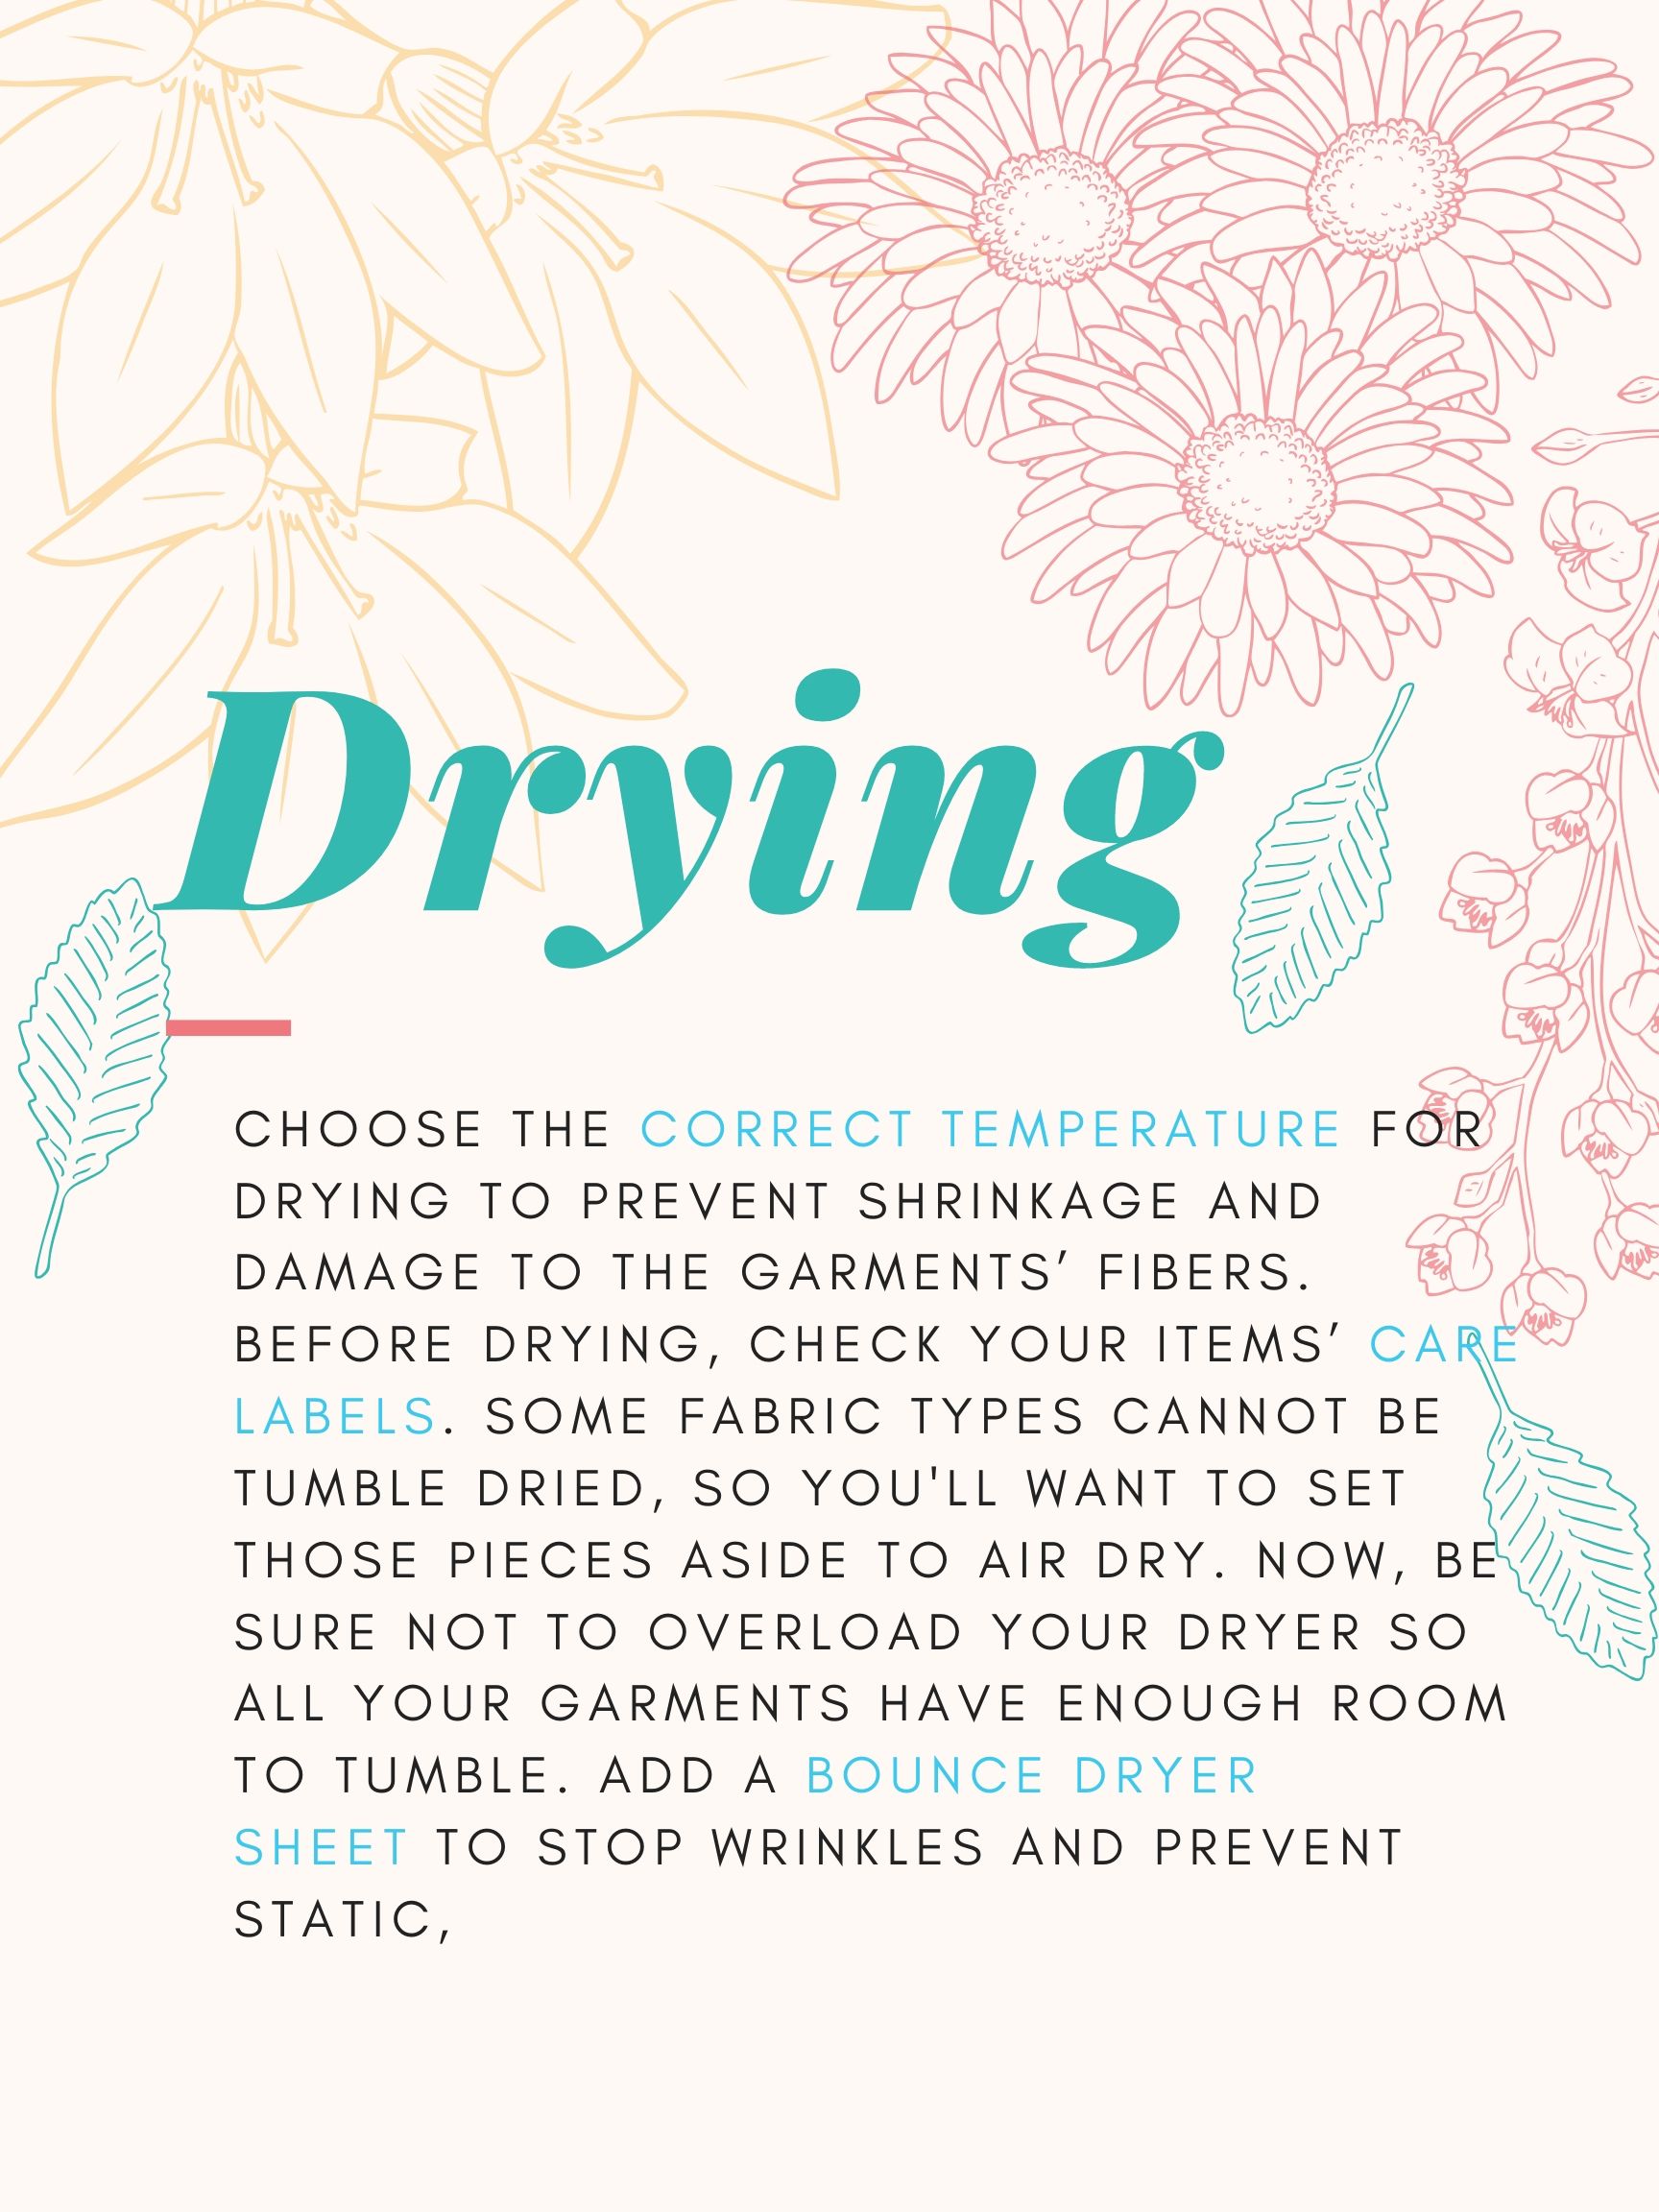 Drying
CHOOSE THE CORRECT TEMPERATURE FOR
DRYING TO PREVENT SHRINKAGE AND
DAMAGE TO THE GARMENTS’ FIBERS.
BEFORE DRYING, CHECK YOUR ITEMS’ CARE
LABELS. SOME FABRIC TYPES CANNOT BE
TUMBLE DRIED, SO YOU'LL WANT TO SET
THOSE PIECES ASIDE TO AIR DRY. NOW, BE
SURE NOT TO OVERLOAD YOUR DRYER SO
ALL YOUR GARMENTS HAVE ENOUGH ROOM
TO TUMBLE. ADD A BOUNCE DRYER
SHEET TO STOP WRINKLES AND PREVENT
STATIC,